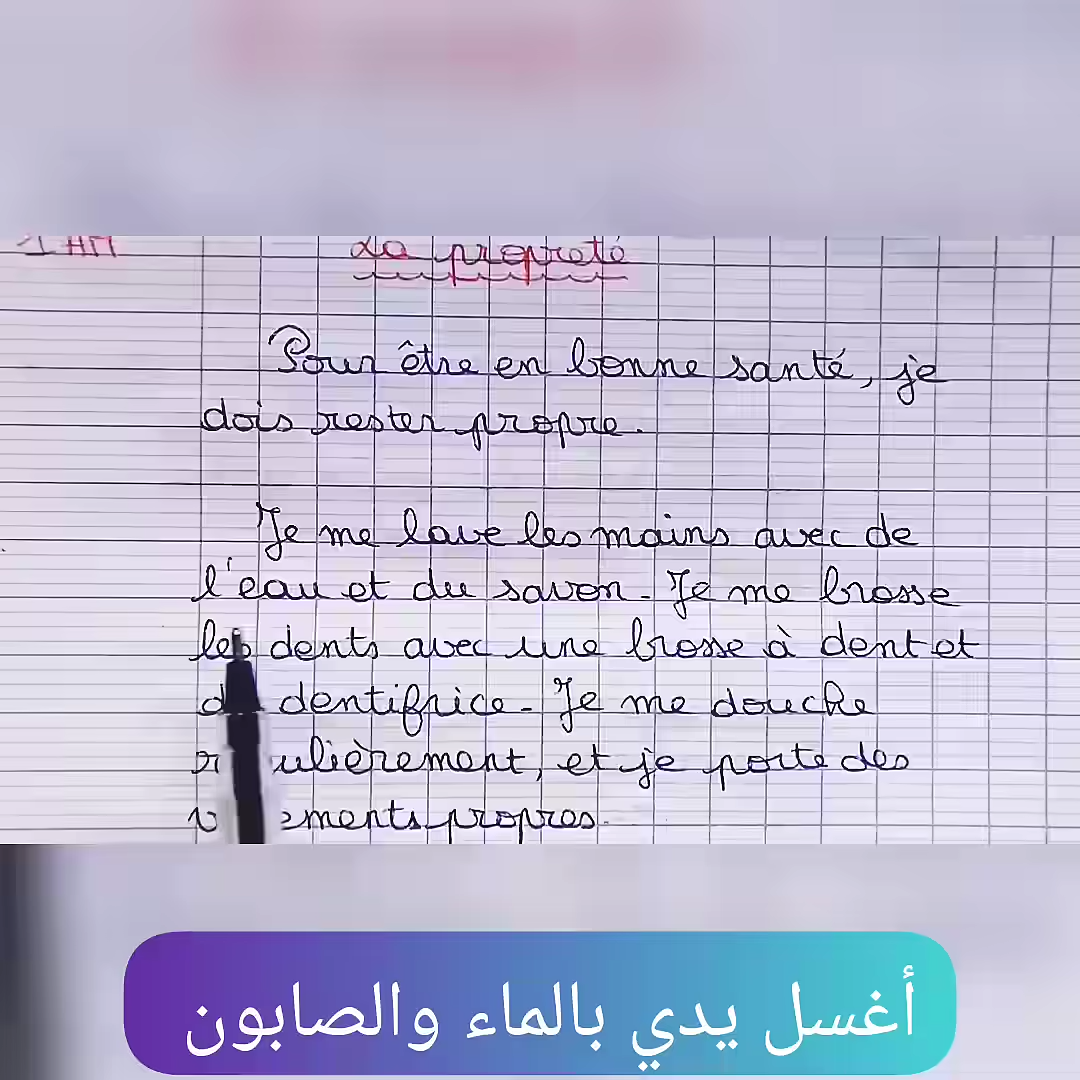 1 AM
La propreté
Pour être en bonne santé, je
dois rester propre.
Je me lave les mains avec de
l'eau et du savon. Je me brosse
les dents avec une brosse à dent et
dentifrice. Je me douche
et je porte des
propres.
أغسل يدي بالماء والصابون